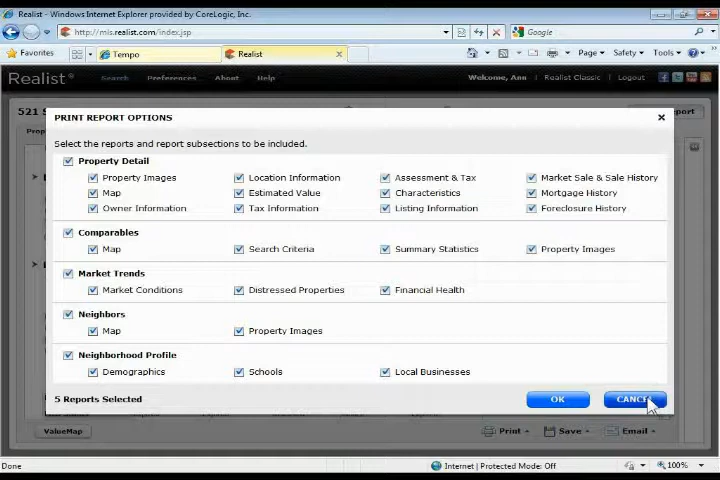 Realist - Windows Internet Explorer provided by CoreLogic, Inc.
http://mls.realist.com/index.jsp
Google
Favorites
Tempo
Realist
Page
Safety
Tools
Realist
Search
Preferences
About
Help
Welcome, Ann
Realist Classic
Logout
521 S
port
PRINT REPORT OPTIONS
Select the reports and report subsections to be included.
Property Detail
Property Images
Location Information
Assessment & Tax
Market Sale & Sale History
Map
Estimated Value
Characteristics
Mortgage History
Owner Information
Tax Information
Listing Information
Foreclosure History
Comparables
Map
Search Criteria
Summary Statistics
Property Images
Market Trends
Market Conditions
Distressed Properties
Financial Health
Neighbors
Map
Property Images
Neighborhood Profile
Demographics
Schools
Local Businesses
5 Reports Selected
OK
CANCEL
ValueMap
Print
Save
Email
Done
Internet | Protected Mode: Off
100%